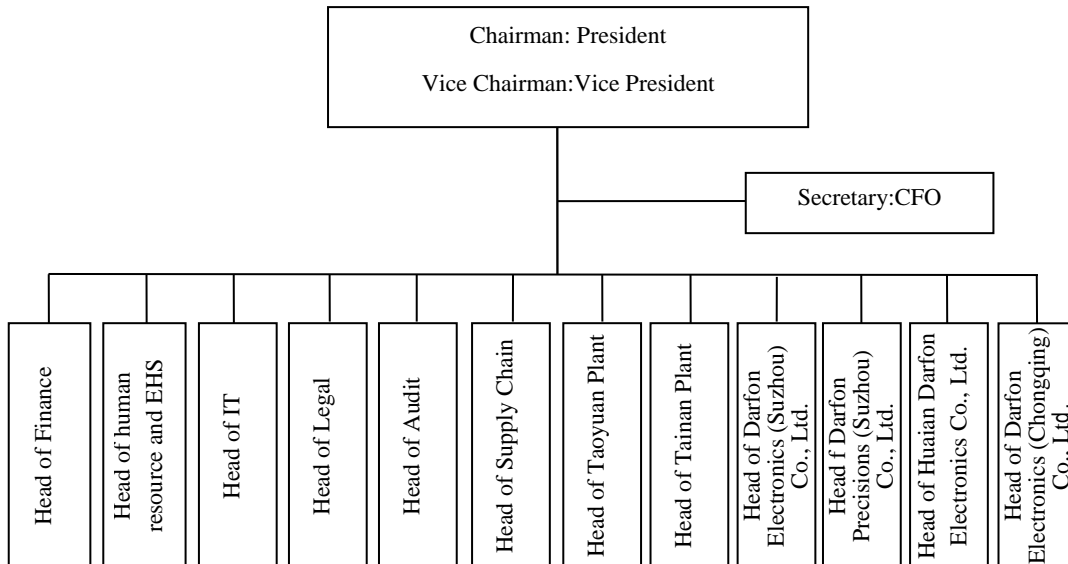 Chairman: President
Vice Chairman:Vice President
Secretary:CFO
Head of Finance
Head of human
resource and EHS
Head of IT
Head of Legal
Head of Audit
Head of Supply Chain
Head of Taoyuan Plant
Head of Tainan Plant
Head of Darfon
Electronics (Suzhou)
Co., Ltd.
Head f Darfon
Precisions (Suzhou)
Co., Ltd.
Head of Huaian Darfon
Electronics Co., Ltd.
Head of Darfon
Electronics (Chongqing)
Co., Ltd.